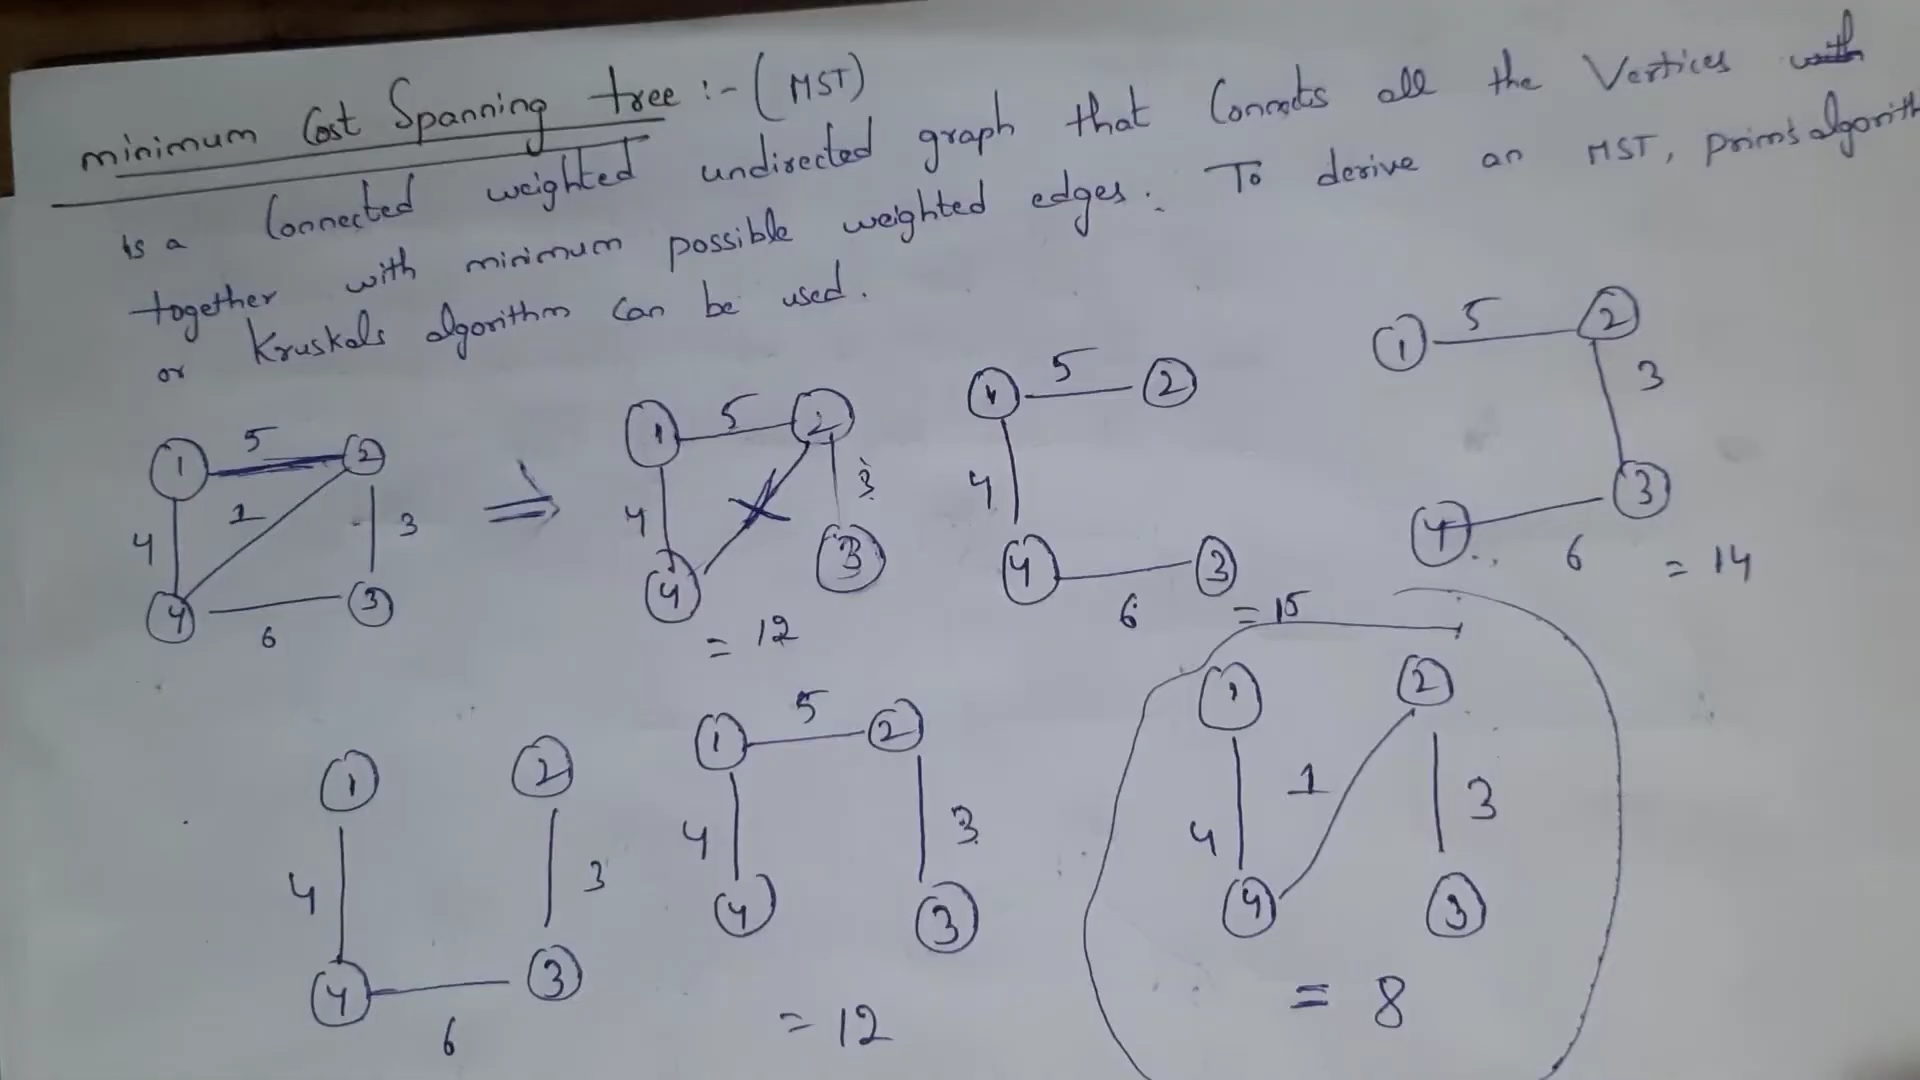 minimum Cost Spanning tree :- (MST)
is a Connected weighted undirected graph that Connects all the Vertices
together with minimum possible weighted edges. To derive an MST, prim's algorith
or Kruskals algorithm can be used.
1 5 2
4 1 3
4 6 3
⇒
1 5 2
4 3
4 3
= 12
1 5 2
4
4 6 3
= 15
1 5 2
3
4 6 3
= 14
1 2
4 3
4 6 3
1 5 2
4 3
4 3
= 12
1 2
4 1 3
4 3
= 8